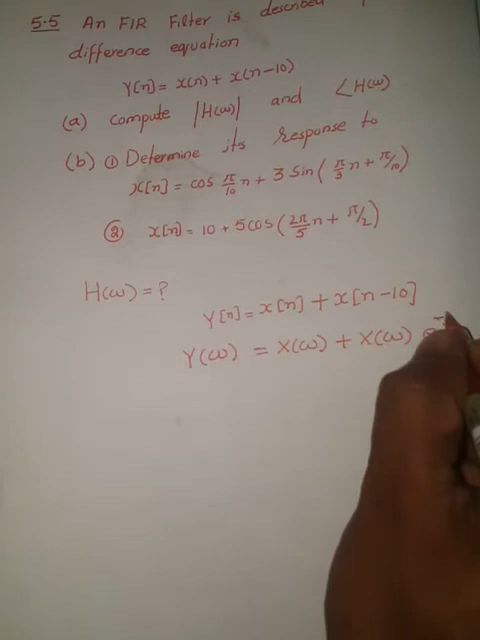 5.5 An FIR Filter is described
difference equation
Y[n] = x(n) + x(n-10)
(a) compute |H(ω)| and ∠H(ω)
(b) ① Determine its response to
x[n] = cos π/10 n + 3 sin(π/3 n + π/10)
② x[n] = 10 + 5cos(2π/5 n + π/2)
H(ω) = ?
Y[n] = x[n] + x[n-10]
Y(ω) = X(ω) + X(ω)